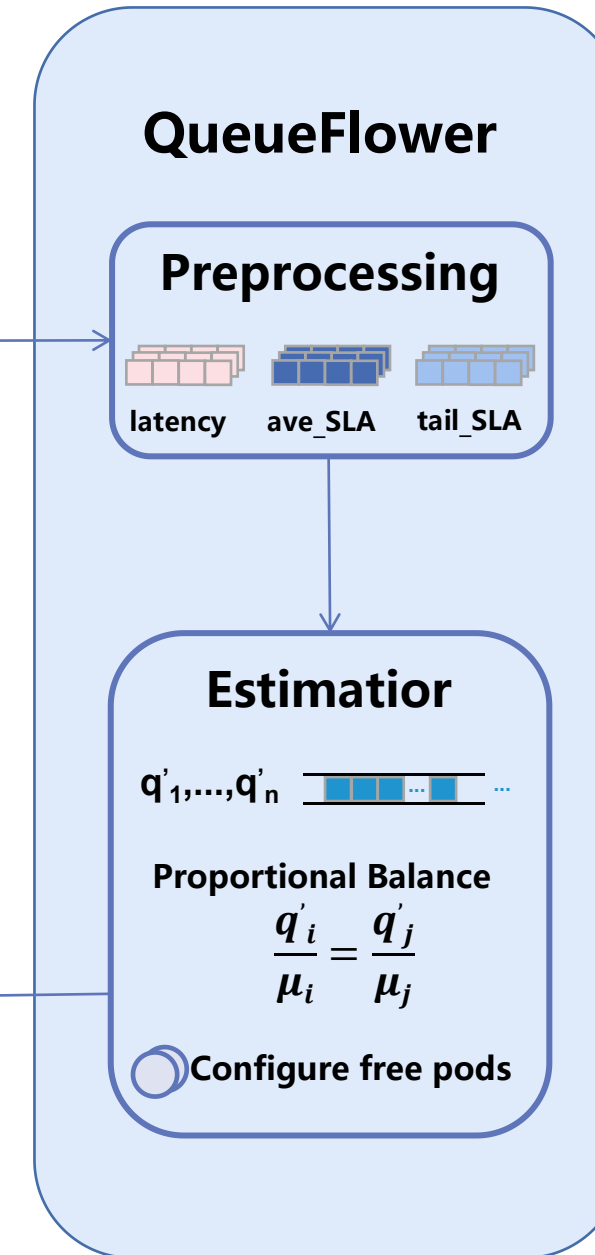 QueueFlower
Preprocessing
latency ave_SLA tail_SLA
Estimatior
q'₁,...,q'ₙ ... ...
Proportional Balance
q'ᵢ/μᵢ = q'ⱼ/μⱼ
Configure free pods